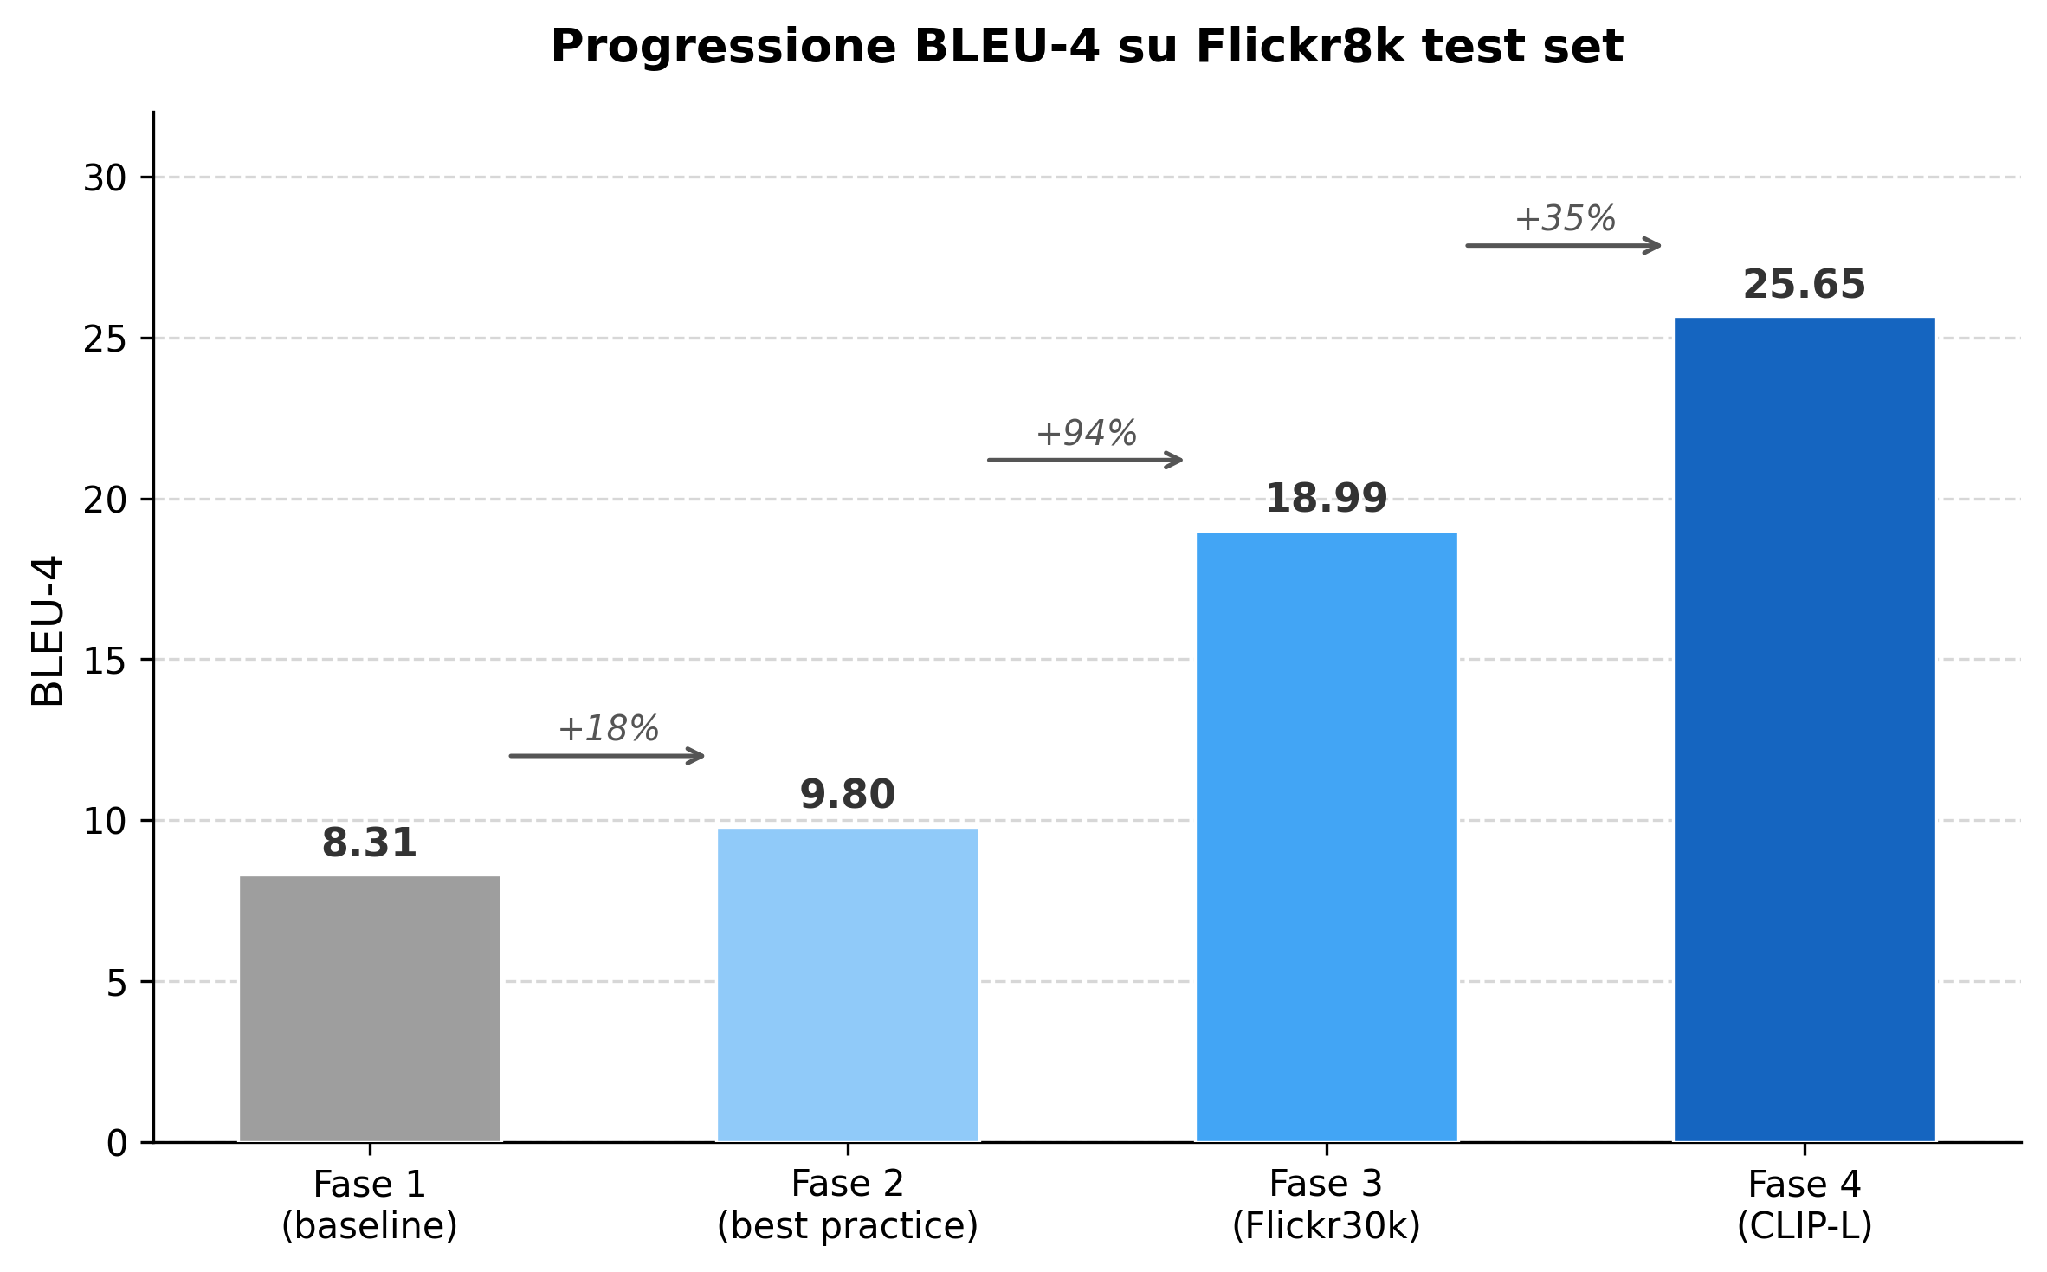 Progressione BLEU-4 su Flickr8k test set
BLEU-4
30
25
20
15
10
5
0
+18%
+94%
+35%
8.31
9.80
18.99
25.65
Fase 1
(baseline)
Fase 2
(best practice)
Fase 3
(Flickr30k)
Fase 4
(CLIP-L)